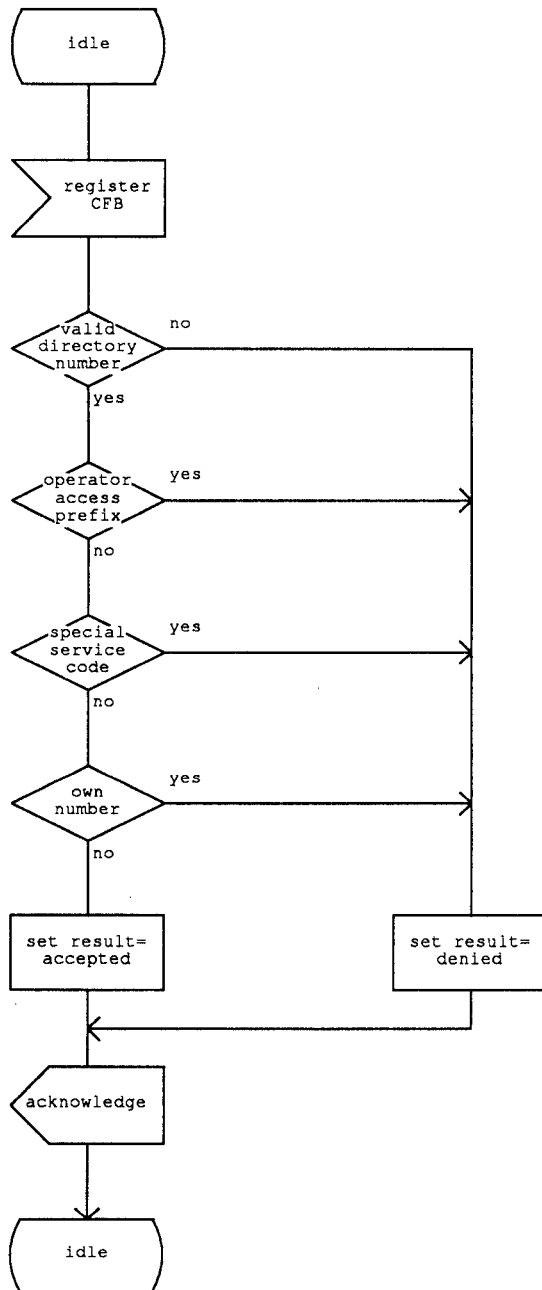 idle
register
CFB
valid
directory
number
no
yes
operator
access
prefix
yes
no
special
service
code
yes
no
own
number
yes
no
set result=
accepted
set result=
denied
acknowledge
idle